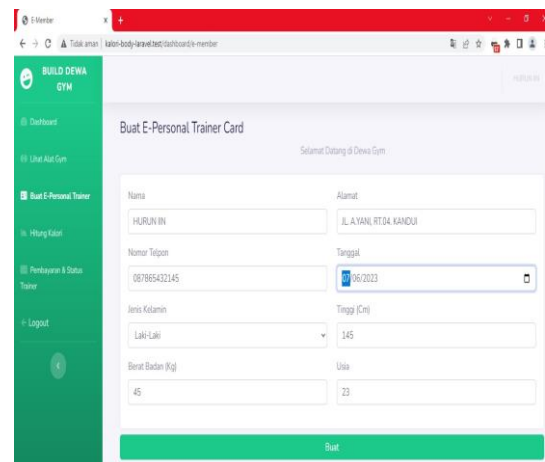 E-Member
Tidak aman
kalori-body-laravel.test/dashboard/e-member
BUILD DEWA
GYM
HURUN IIN
Dashboard
Lihat Alat Gym
Buat E-Personal Trainer
Hitung Kalori
Pembayaran & Status
Trainer
Logout
Buat E-Personal Trainer Card
Selamat Datang di Dewa Gym
Nama
Alamat
HURUN IIN
JL. A.YANI, RT.04. KANDUI
Nomor Telpon
Tanggal
087865432145
07/06/2023
Jenis Kelamin
Tinggi (Cm)
Laki-Laki
145
Berat Badan (Kg)
Usia
45
23
Buat